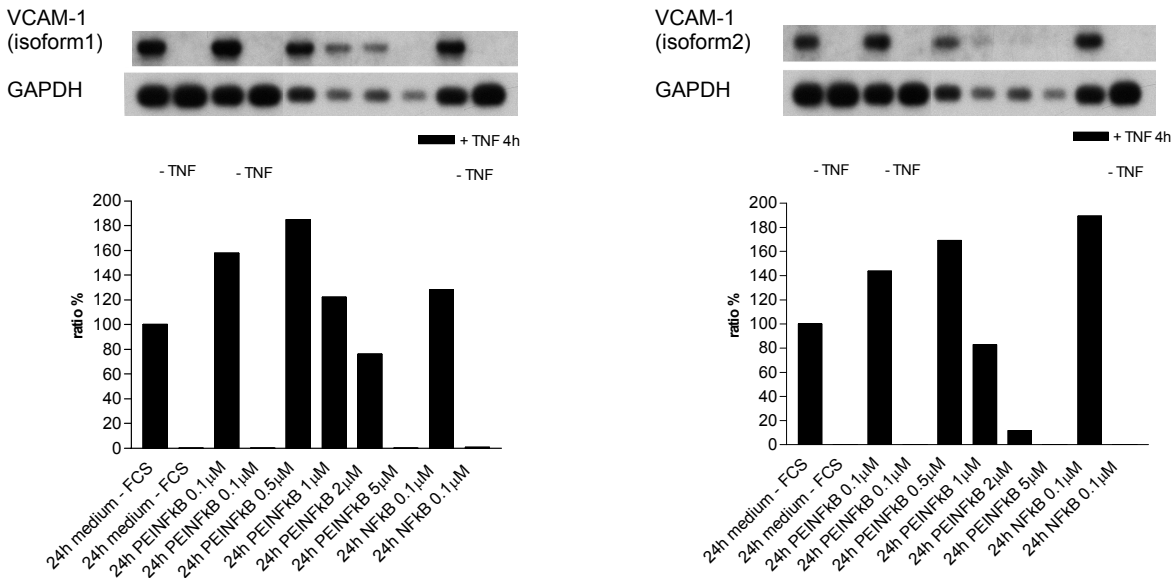 VCAM-1
(isoform1)
GAPDH
+ TNF 4h
- TNF
- TNF
- TNF
200
180
160
140
120
100
80
60
40
20
0
ratio %
24h medium - FCS
24h medium - FCS
24h PEINFkB 0.1µM
24h PEINFkB 0.1µM
24h PEINFkB 0.5µM
24h PEINFkB 1µM
24h PEINFkB 2µM
24h PEINFkB 5µM
24h NFkB 0.1µM
24h NFkB 0.1µM
VCAM-1
(isoform2)
GAPDH
+ TNF 4h
- TNF
- TNF
- TNF
200
180
160
140
120
100
80
60
40
20
0
ratio %
24h medium - FCS
24h medium - FCS
24h PEINFkB 0.1µM
24h PEINFkB 0.1µM
24h PEINFkB 0.5µM
24h PEINFkB 1µM
24h PEINFkB 2µM
24h PEINFkB 5µM
24h NFkB 0.1µM
24h NFkB 0.1µM